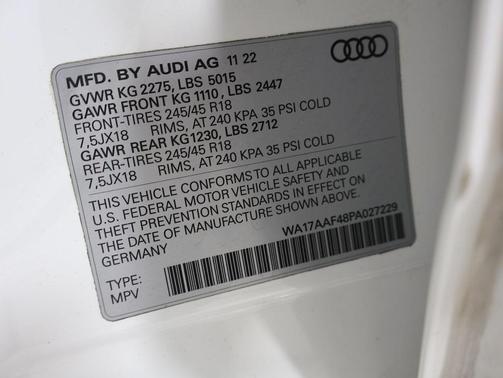 MFD. BY AUDI AG 11 22
GVWR KG 2275, LBS 5015
GAWR FRONT KG 1110, LBS 2447
FRONT-TIRES 245/45 R18
7,5JX18 RIMS, AT 240 KPA 35 PSI COLD
GAWR REAR KG1230, LBS 2712
REAR-TIRES 245/45 R18
7,5JX18 RIMS, AT 240 KPA 35 PSI COLD
THIS VEHICLE CONFORMS TO ALL APPLICABLE
U.S. FEDERAL MOTOR VEHICLE SAFETY AND
THEFT PREVENTION STANDARDS IN EFFECT ON
THE DATE OF MANUFACTURE SHOWN ABOVE.
GERMANY
WA17AAF48PA027229
TYPE:
MPV